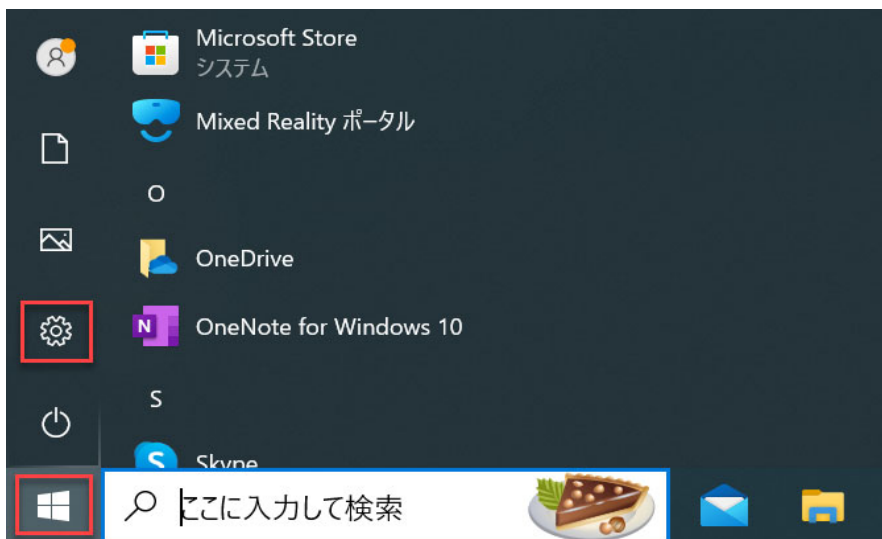 Microsoft Store
システム
Mixed Reality ポータル
O
OneDrive
N
OneNote for Windows 10
S
S
Skype
ここに入力して検索